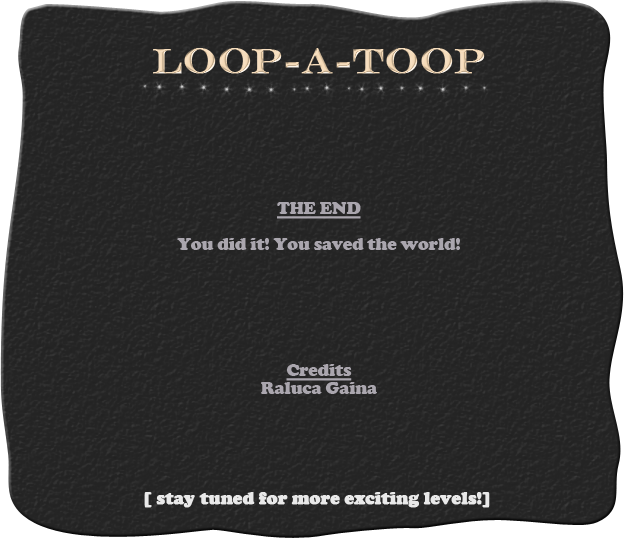 LOOP-A-TOOP
THE END
You did it! You saved the world!
Credits
Raluca Gaina
[ stay tuned for more exciting levels!]